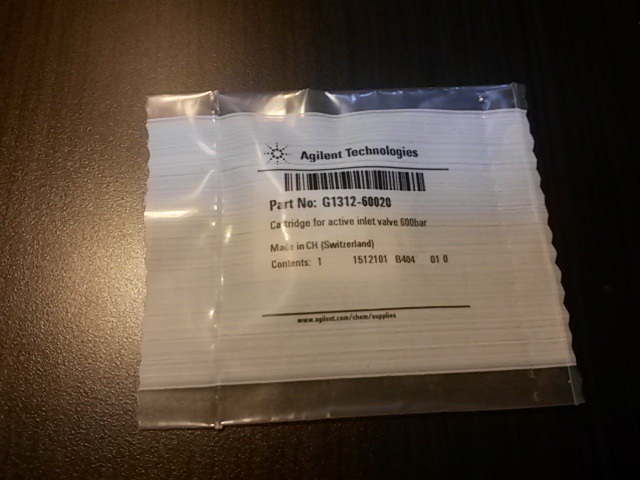 Agilent Technologies
Part No: G1312-60020
Cartridge for active inlet valve 600bar
Made in CH (Switzerland)
Contents: 1 1512101 B404 01 0
www.agilent.com/chem/supplies